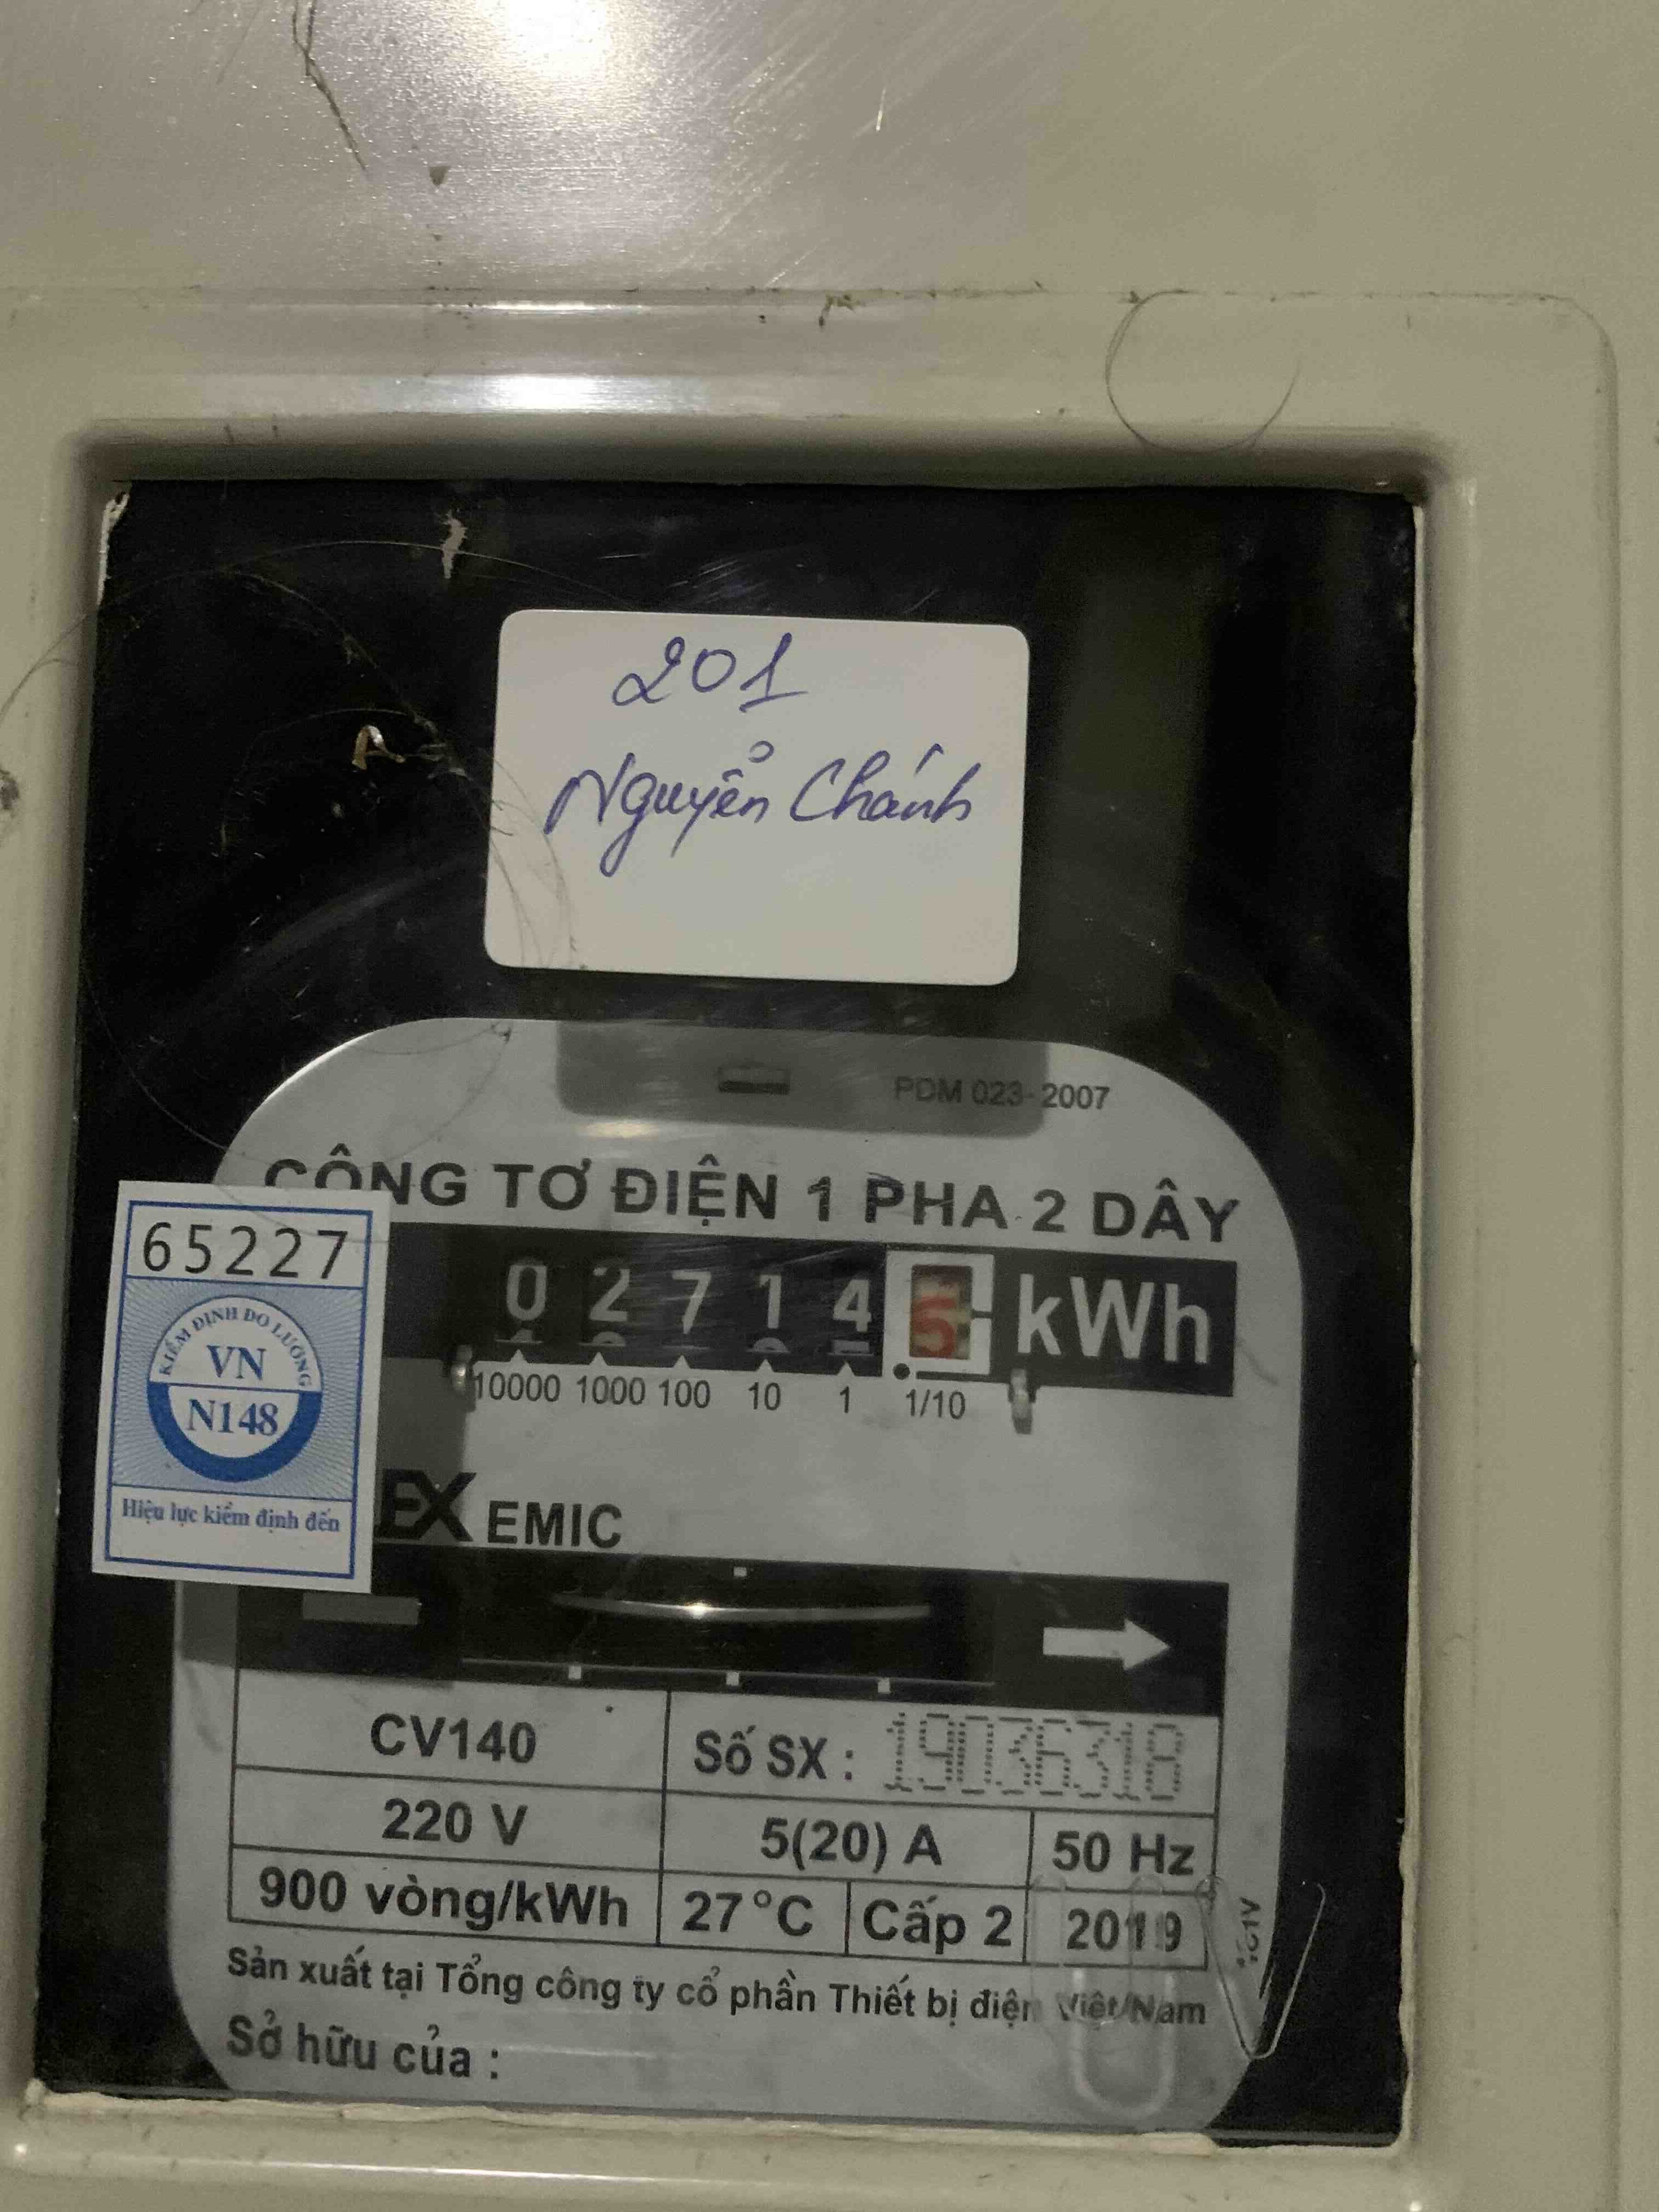 201
Nguyễn Chánh
PDM 023-2007
CÔNG TƠ ĐIỆN 1 PHA 2 DÂY
65227
KIỂM ĐỊNH ĐO LƯỜNG
VN
N148
Hiệu lực kiểm định đến
0 2 7 1 4 5 kWh
10000 1000 100 10 1 1/10
EMIC
CV140 Số SX : 19036318
220 V 5(20) A 50 Hz
900 vòng/kWh 27°C Cấp 2 2019
Sản xuất tại Tổng công ty cổ phần Thiết bị điện Việt Nam
Sở hữu của :